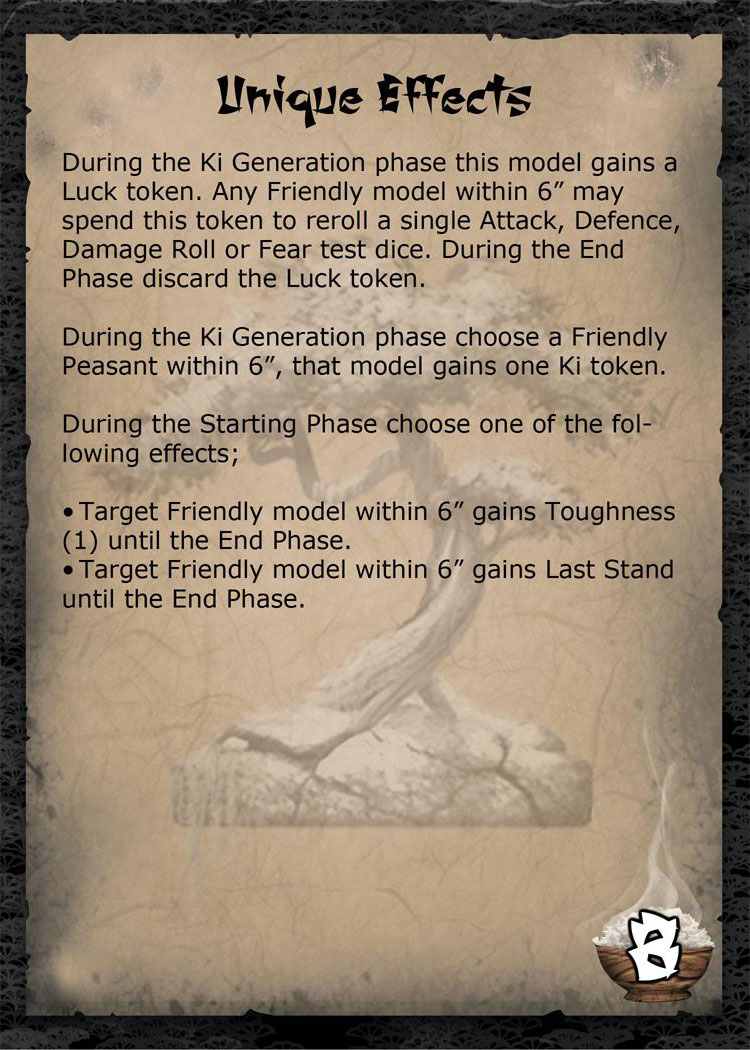 Unique Effects
During the Ki Generation phase this model gains a
Luck token. Any Friendly model within 6” may
spend this token to reroll a single Attack, Defence,
Damage Roll or Fear test dice. During the End
Phase discard the Luck token.
During the Ki Generation phase choose a Friendly
Peasant within 6”, that model gains one Ki token.
During the Starting Phase choose one of the fol-
lowing effects;
• Target Friendly model within 6” gains Toughness
(1) until the End Phase.
• Target Friendly model within 6” gains Last Stand
until the End Phase.
8